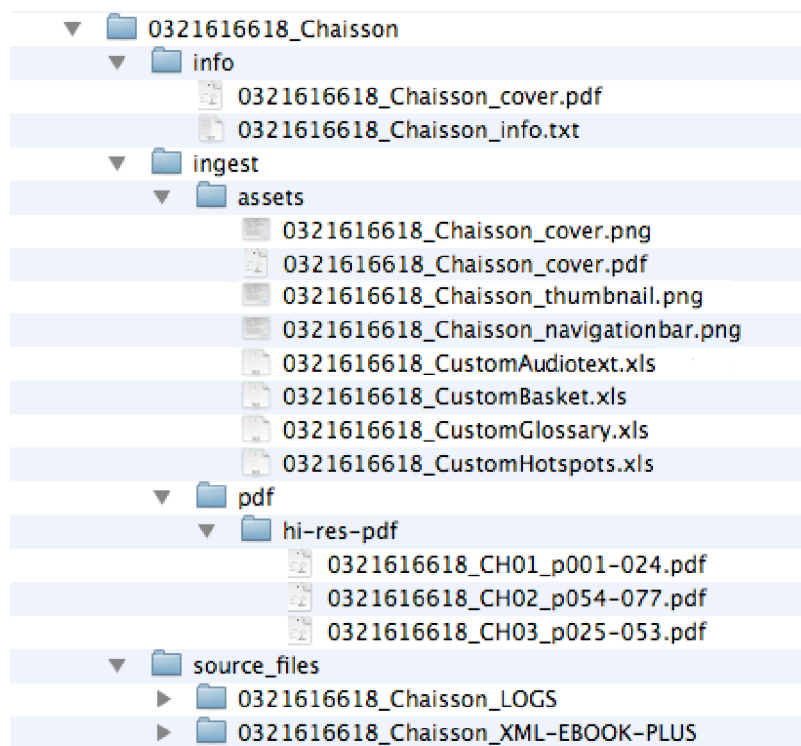 0321616618_Chaisson
info
0321616618_Chaisson_cover.pdf
0321616618_Chaisson_info.txt
ingest
assets
0321616618_Chaisson_cover.png
0321616618_Chaisson_cover.pdf
0321616618_Chaisson_thumbnail.png
0321616618_Chaisson_navigationbar.png
0321616618_CustomAudiotext.xls
0321616618_CustomBasket.xls
0321616618_CustomGlossary.xls
0321616618_CustomHotspots.xls
pdf
hi-res-pdf
0321616618_CH01_p001-024.pdf
0321616618_CH02_p054-077.pdf
0321616618_CH03_p025-053.pdf
source_files
0321616618_Chaisson_LOGS
0321616618_Chaisson_XML-EBOOK-PLUS